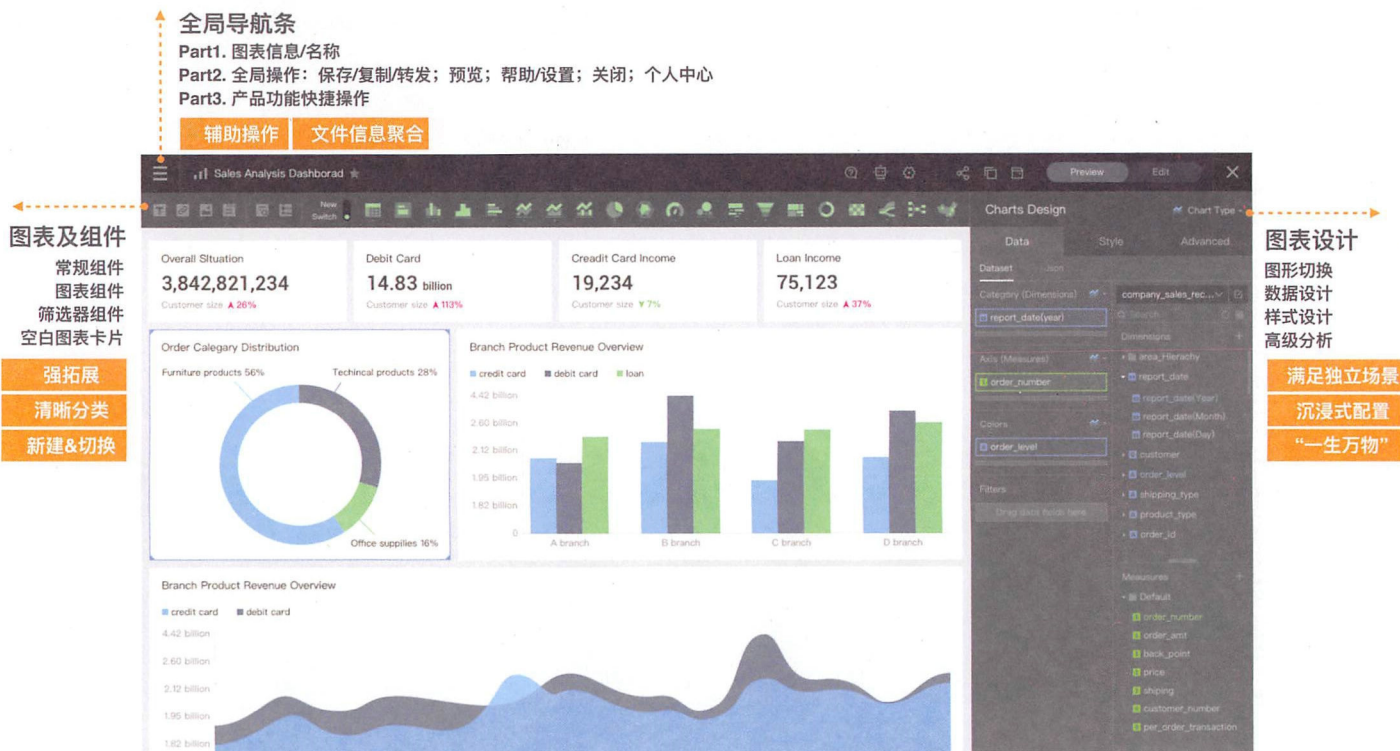 全局导航条
Part1. 图表信息/名称
Part2. 全局操作：保存/复制/转发；预览；帮助/设置；关闭；个人中心
Part3. 产品功能快捷操作
辅助操作
文件信息聚合
Sales Analysis Dashborad
Preview
Edit
New
Switch
Charts Design
Chart Type
图表及组件
常规组件
图表组件
筛选器组件
空白图表卡片
强拓展
清晰分类
新建&切换
Overall Situation
3,842,821,234
Customer size 26%
Debit Card
14.83 billion
Customer size 113%
Creadit Card Income
19,234
Customer size 7%
Loan Income
75,123
Customer size 37%
Order Calegary Distribution
Furniture products 56%
Techincal products 28%
Office suppilies 16%
Branch Product Revenue Overview
credit card
debit card
loan
4.42 billion
2.60 billion
2.12 billion
1.95 billion
1.82 billion
0
A branch
B branch
C branch
D branch
Branch Product Revenue Overview
credit card
debit card
4.42 billion
2.60 billion
2.12 billion
1.95 billion
1.62 billion
Data
Style
Advanced
Dataset
Json
Category (Dimensions)
report_date(year)
Axis (Measures)
order_number
Colors
order_level
Filters
Drag data fields here
company_sales_rec...
Search
Dimensions
area_Hierachy
report_date
report_date(Year)
report_date(Month)
report_date(Day)
customer
order_level
shipping_type
product_type
order_id
Measures
Default
order_number
order_amt
back_point
price
shiping
customer_number
per_order_transaction
图表设计
图形切换
数据设计
样式设计
高级分析
满足独立场景
沉浸式配置
“一生万物”